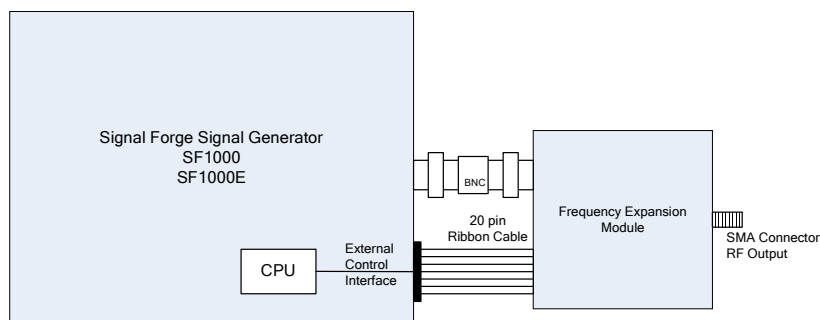 Signal Forge Signal Generator
SF1000
SF1000E
BNC
20 pin
Ribbon Cable
Frequency Expansion
Module
SMA Connector
RF Output
CPU
External
Control
Interface